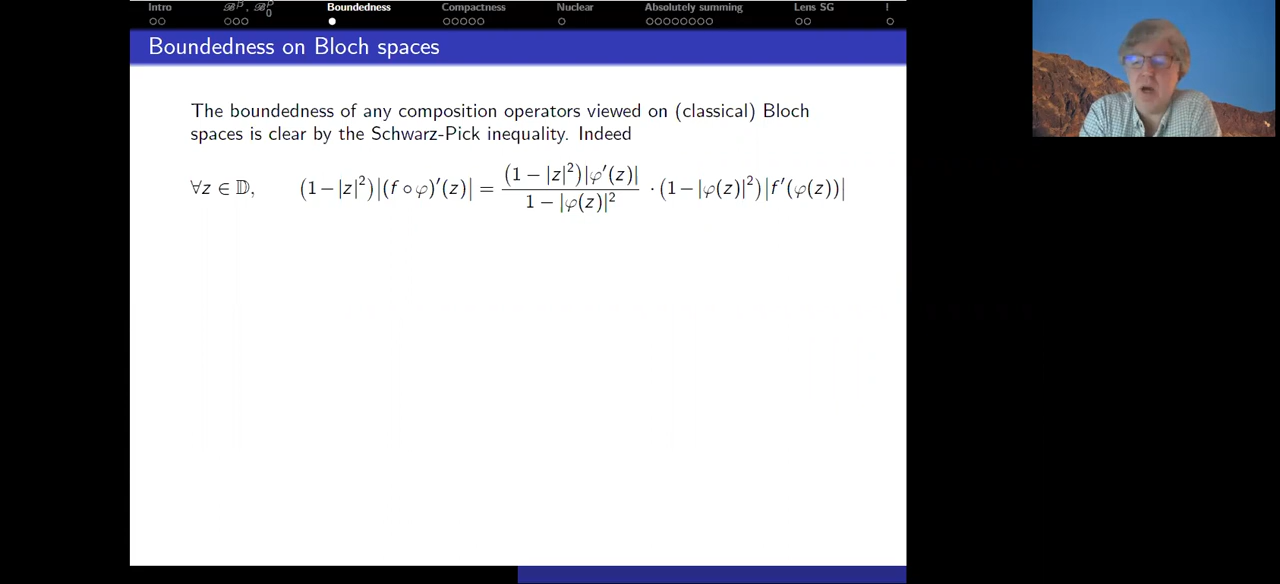 Intro ℬ^β, ℬ₀^β Boundedness Compactness Nuclear Absolutely summing Lens SG !
Boundedness on Bloch spaces
The boundedness of any composition operators viewed on (classical) Bloch
spaces is clear by the Schwarz-Pick inequality. Indeed
∀z ∈ 𝔻, (1−|z|²)|(f∘φ)′(z)| = (1−|z|²)|φ′(z)| / 1−|φ(z)|² · (1−|φ(z)|²)|f′(φ(z))|